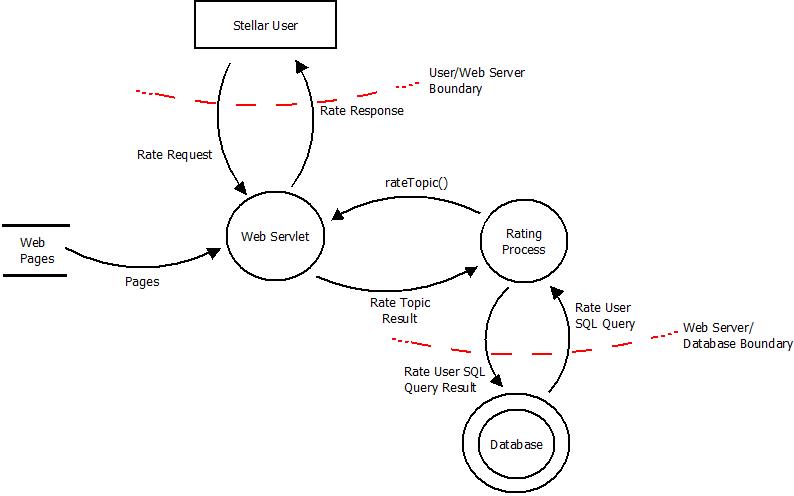 Stellar User
User/Web Server
Boundary
Rate Response
Rate Request
rateTopic()
Web Servlet
Rating
Process
Web
Pages
Pages
Rate Topic
Result
Rate User
SQL Query
Web Server/
Database Boundary
Rate User SQL
Query Result
Database